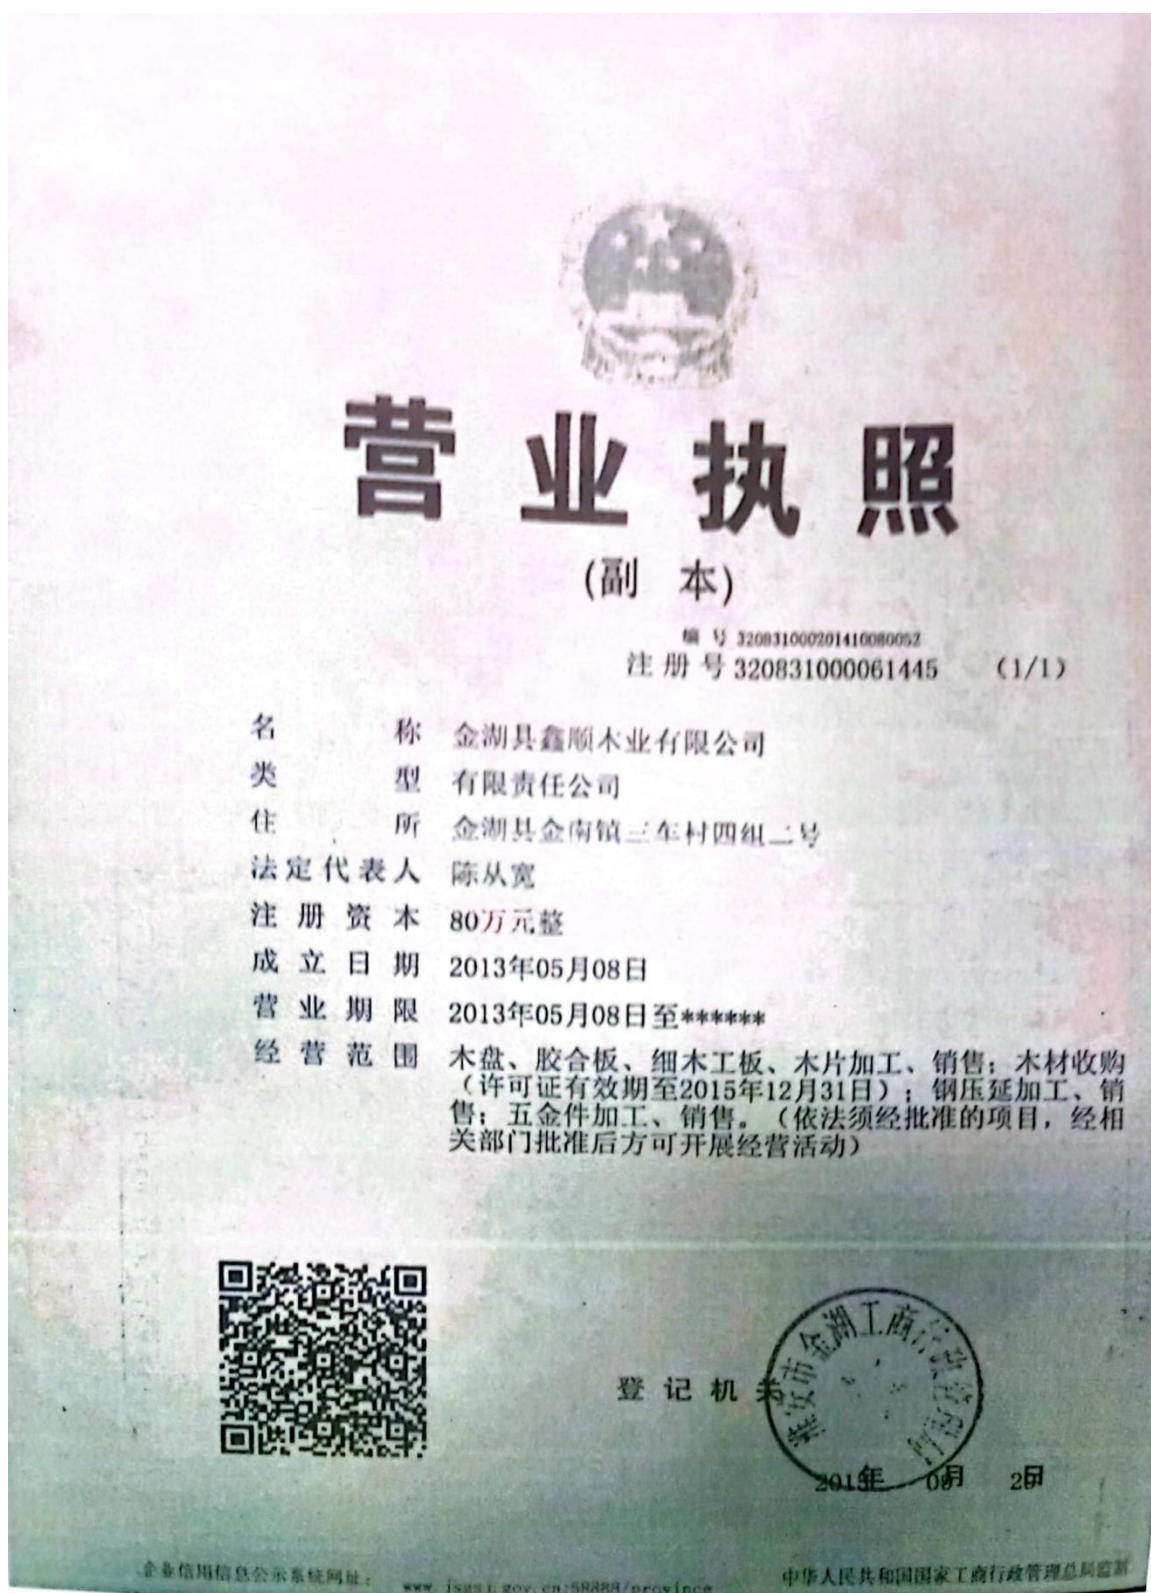 营业执照
(副 本)
编号 320831000201410080052
注册号 320831000061445 (1/1)
名称 金湖县鑫顺木业有限公司
类型 有限责任公司
住所 金湖县金南镇三车村四组二号
法定代表人 陈从宽
注册资本 80万元整
成立日期 2013年05月08日
营业期限 2013年05月08日至******
经营范围 木盘、胶合板、细木工板、木片加工、销售；木材收购
（许可证有效期至2015年12月31日）；钢压延加工、销
售；五金件加工、销售。（依法须经批准的项目，经相
关部门批准后方可开展经营活动）
淮安市金湖工商行政管理局
登记机关
年 月 日
企业信用信息公示系统网址：
www.jsgsj.gov.cn:58888/province
中华人民共和国国家工商行政管理总局监制